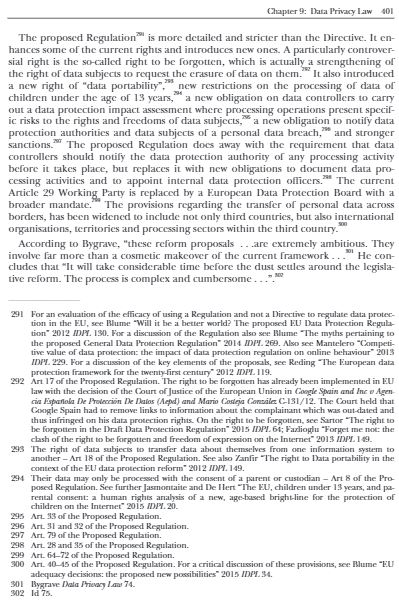 Chapter 9: Data Privacy Law 401
The proposed Regulation²⁹¹ is more detailed and stricter than the Directive. It en-
hances some of the current rights and introduces new ones. A particularly controver-
sial right is the so-called right to be forgotten, which is actually a strengthening of
the right of data subjects to request the erasure of data on them.²⁹² It also introduced
a new right of “data portability”,²⁹³ new restrictions on the processing of data of
children under the age of 13 years,²⁹⁴ a new obligation on data controllers to carry
out a data protection impact assessment where processing operations present specif-
ic risks to the rights and freedoms of data subjects,²⁹⁵ a new obligation to notify data
protection authorities and data subjects of a personal data breach,²⁹⁶ and stronger
sanctions.²⁹⁷ The proposed Regulation does away with the requirement that data
controllers should notify the data protection authority of any processing activity
before it takes place, but replaces it with new obligations to document data pro-
cessing activities and to appoint internal data protection officers.²⁹⁸ The current
Article 29 Working Party is replaced by a European Data Protection Board with a
broader mandate.²⁹⁹ The provisions regarding the transfer of personal data across
borders, has been widened to include not only third countries, but also international
organisations, territories and processing sectors within the third country.³⁰⁰
According to Bygrave, “these reform proposals . . .are extremely ambitious. They
involve far more than a cosmetic makeover of the current framework . . .”³⁰¹ He con-
cludes that “It will take considerable time before the dust settles around the legisla-
tive reform. The process is complex and cumbersome . . .”.³⁰²
291 For an evaluation of the efficacy of using a Regulation and not a Directive to regulate data protec-
tion in the EU, see Blume “Will it be a better world? The proposed EU Data Protection Regula-
tion” 2012 IDPL 130. For a discussion of the Regulation also see Blume “The myths pertaining to
the proposed General Data Protection Regulation” 2014 IDPL 269. Also see Mantelero “Competi-
tive value of data protection: the impact of data protection regulation on online behaviour” 2013
IDPL 229. For a discussion of the key elements of the proposals, see Reding “The European data
protection framework for the twenty-first century” 2012 IDPL 119.
292 Art 17 of the Proposed Regulation. The right to be forgotten has already been implemented in EU
law with the decision of the Court of Justice of the European Union in Google Spain and Inc v Agen-
cia Española De Protección De Datos (Aepd) and Mario Costeja González C-131/12. The Court held that
Google Spain had to remove links to information about the complainant which was out-dated and
thus infringed on his data protection rights. On the right to be forgotten, see Sartor “The right to
be forgotten in the Draft Data Protection Regulation” 2015 IDPL 64; Fazlioglu “Forget me not: the
clash of the right to be forgotten and freedom of expression on the Internet” 2013 IDPL 149.
293 The right of data subjects to transfer data about themselves from one information system to
another – Art 18 of the Proposed Regulation. See also Zanfir “The right to Data portability in the
context of the EU data protection reform” 2012 IDPL 149.
294 Their data may only be processed with the consent of a parent or custodian – Art 8 of the Pro-
posed Regulation. See further Jasmontaite and De Hert “The EU, children under 13 years, and pa-
rental consent: a human rights analysis of a new, age-based bright-line for the protection of
children on the Internet” 2015 IDPL 20.
295 Art. 33 of the Proposed Regulation.
296 Art. 31 and 32 of the Proposed Regulation.
297 Art. 79 of the Proposed Regulation.
298 Art. 28 and 35 of the Proposed Regulation.
299 Art. 64–72 of the Proposed Regulation.
300 Art. 40–45 of the Proposed Regulation. For a critical discussion of these provisions, see Blume “EU
adequacy decisions: the proposed new possibilities” 2015 IDPL 34.
301 Bygrave Data Privacy Law 74.
302 Id 75.